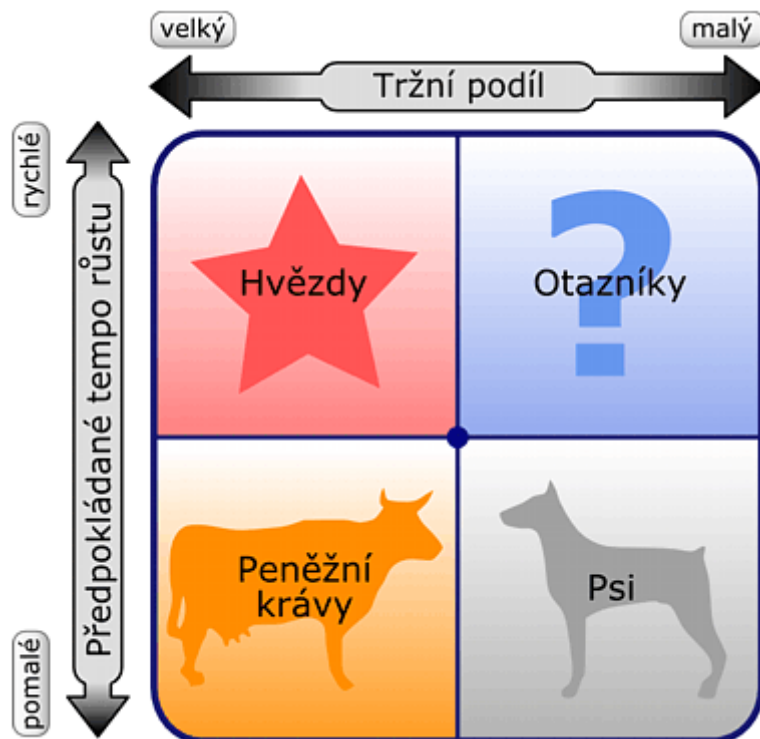 velký
malý
Tržní podíl
rychlé
Předpokládané tempo růstu
pomalé
Hvězdy
Otazníky
Peněžní
krávy
Psi